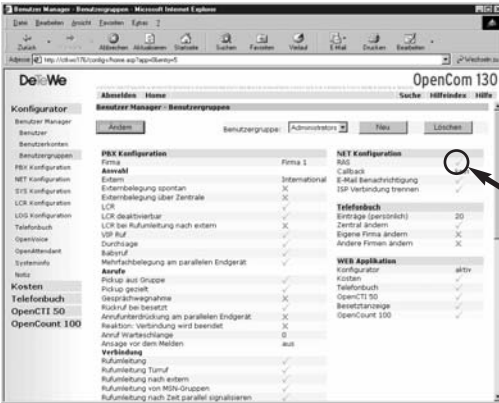 Benutzer Manager - Benutzergruppen - Microsoft Internet Explorer
Datei Bearbeiten Ansicht Favoriten Extras ?
Zurück Abbrechen Aktualisieren Startseite Suchen Favoriten Verlauf E-Mail Drucken Bearbeiten
Adresse Wechseln zu
DeTeWe
OpenCom 130
Abmelden Home Suche Hilfeindex Hilfe
Konfigurator
Benutzer Manager
Benutzer
Benutzerkonten
Benutzergruppen
PBX Konfiguration
NET Konfiguration
SYS Konfiguration
LCR Konfiguration
LOG Konfiguration
Telefonbuch
OpenVoice
OpenAttendant
Systeminfo
Notiz
Kosten
Telefonbuch
OpenCTI 50
OpenCount 100
Benutzer Manager - Benutzergruppen
Ändern Benutzergruppe: Administrators Neu Löschen
PBX Konfiguration
Firma Firma 1
Anwahl
Extern International
Externbelegung spontan
Externbelegung über Zentrale
LCR
LCR deaktivierbar
LCR bei Rufumleitung nach extern
VIP Ruf
Durchsage
Babyruf
Mehrfachbelegung am parallelen Endgerät
Anrufe
Pickup aus Gruppe
Pickup gezielt
Gesprächwegnahme
Rückruf bei besetzt
Anrufunterdrückung am parallelen Endgerät
Reaktion: Verbindung wird beendet
Anruf Warteschlange 0
Ansage vor dem Melden aus
Verbindung
Rufumleitung
Rufumleitung Türruf
Rufumleitung nach extern
Rufumleitung von MSN-Gruppen
Rufumleitung nach Zeit parallel signalisieren
NET Konfiguration
RAS
Callback
E-Mail Benachrichtigung
ISP Verbindung trennen
Telefonbuch
Einträge (persönlich) 20
Zentral ändern
Eigene Firma ändern
Andere Firmen ändern
WEB Applikation
Konfigurator aktiv
Kosten
Telefonbuch
OpenCTI 50
Besetztanzeige
OpenCount 100